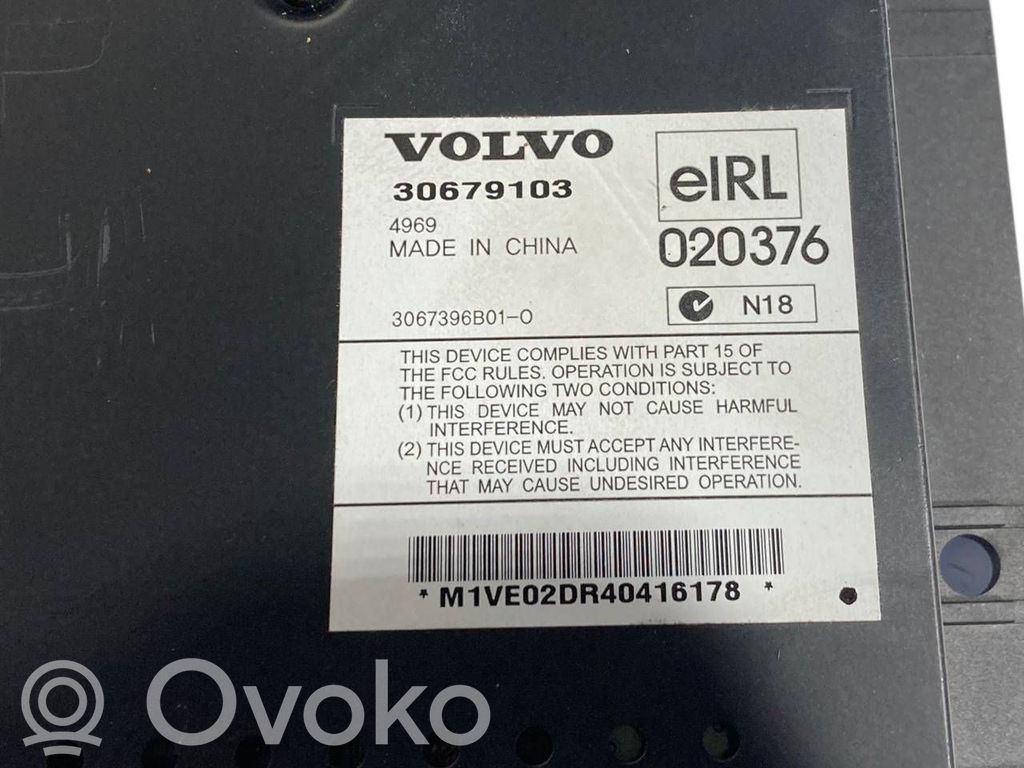 VOLVO
30679103
4969
MADE IN CHINA
3067396B01-O
eIRL
020376
N18
THIS DEVICE COMPLIES WITH PART 15 OF
THE FCC RULES. OPERATION IS SUBJECT TO
THE FOLLOWING TWO CONDITIONS:
(1) THIS DEVICE MAY NOT CAUSE HARMFUL
INTERFERENCE.
(2) THIS DEVICE MUST ACCEPT ANY INTERFERE-
NCE RECEIVED INCLUDING INTERFERENCE
THAT MAY CAUSE UNDESIRED OPERATION.
* M1VE02DR40416178 *
Ovoko